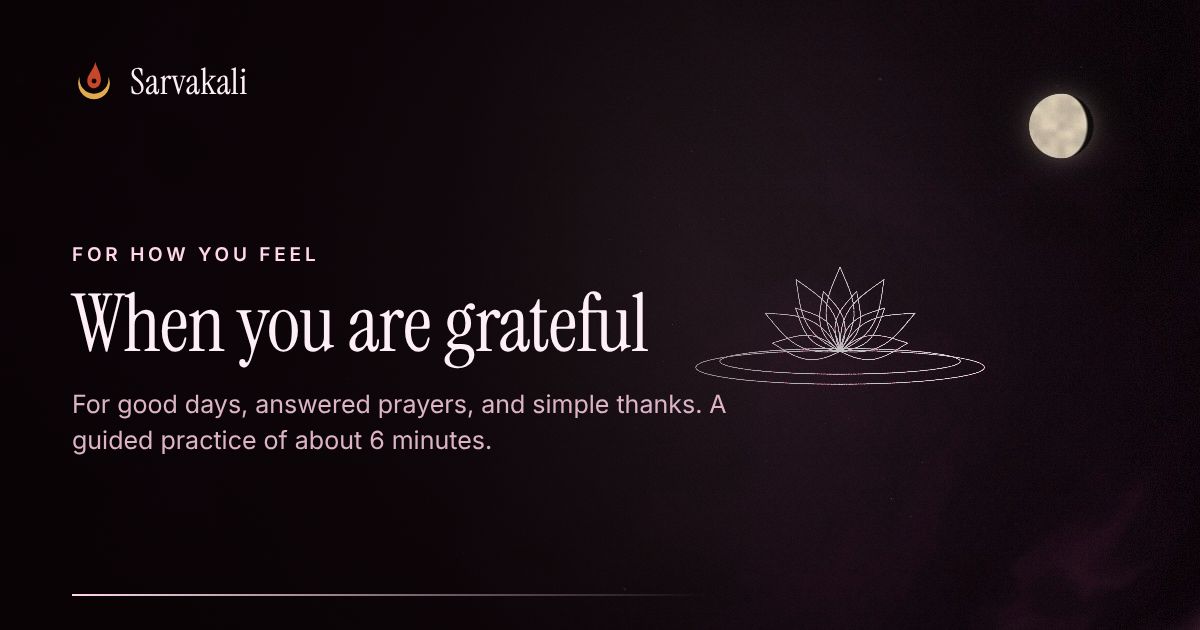 Sarvakali
FOR HOW YOU FEEL
When you are grateful
For good days, answered prayers, and simple thanks. A
guided practice of about 6 minutes.